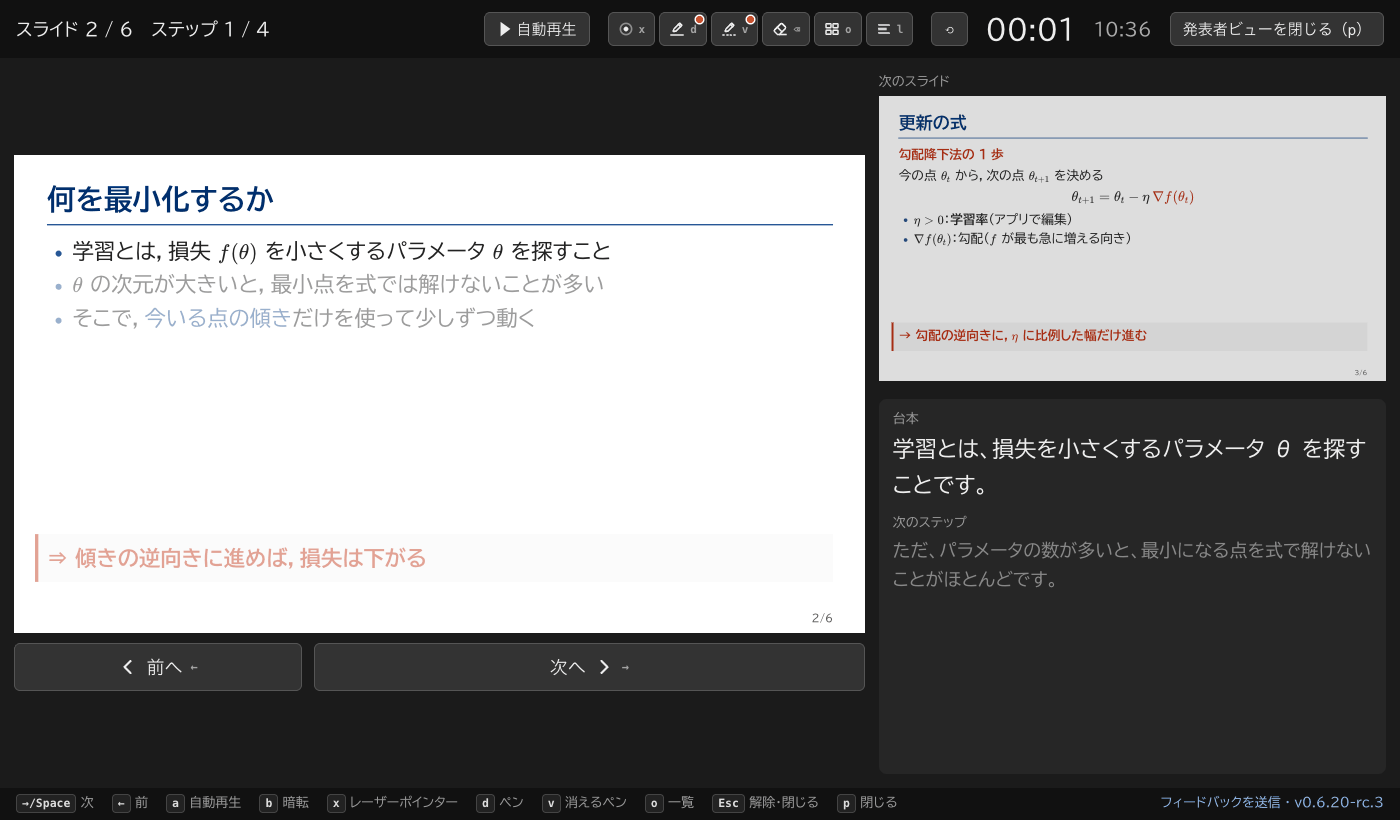 スライド 2 / 6 ステップ 1 / 4
自動再生 x d v o l 00:01 10:36 発表者ビューを閉じる (p)
何を最小化するか
• 学習とは, 損失 f(θ) を小さくするパラメータ θ を探すこと
• θ の次元が大きいと, 最小点を式では解けないことが多い
• そこで, 今いる点の傾きだけを使って少しずつ動く
⇒ 傾きの逆向きに進めば, 損失は下がる
2/6
前へ ←
次へ →
次のスライド
更新の式
勾配降下法の 1 歩
今の点 θ_t から, 次の点 θ_{t+1} を決める
θ_{t+1} = θ_t − η ∇f(θ_t)
• η > 0：学習率（アプリで編集）
• ∇f(θ_t)：勾配（f が最も急に増える向き）
→ 勾配の逆向きに, η に比例した幅だけ進む
3/6
台本
学習とは、損失を小さくするパラメータ θ を探す
ことです。
次のステップ
ただ、パラメータの数が多いと、最小になる点を式で解けない
ことがほとんどです。
→/Space 次 ← 前 a 自動再生 b 暗転 x レーザーポインター d ペン v 消えるペン o 一覧 Esc 解除・閉じる p 閉じる
フィードバックを送信 · v0.6.20-rc.3